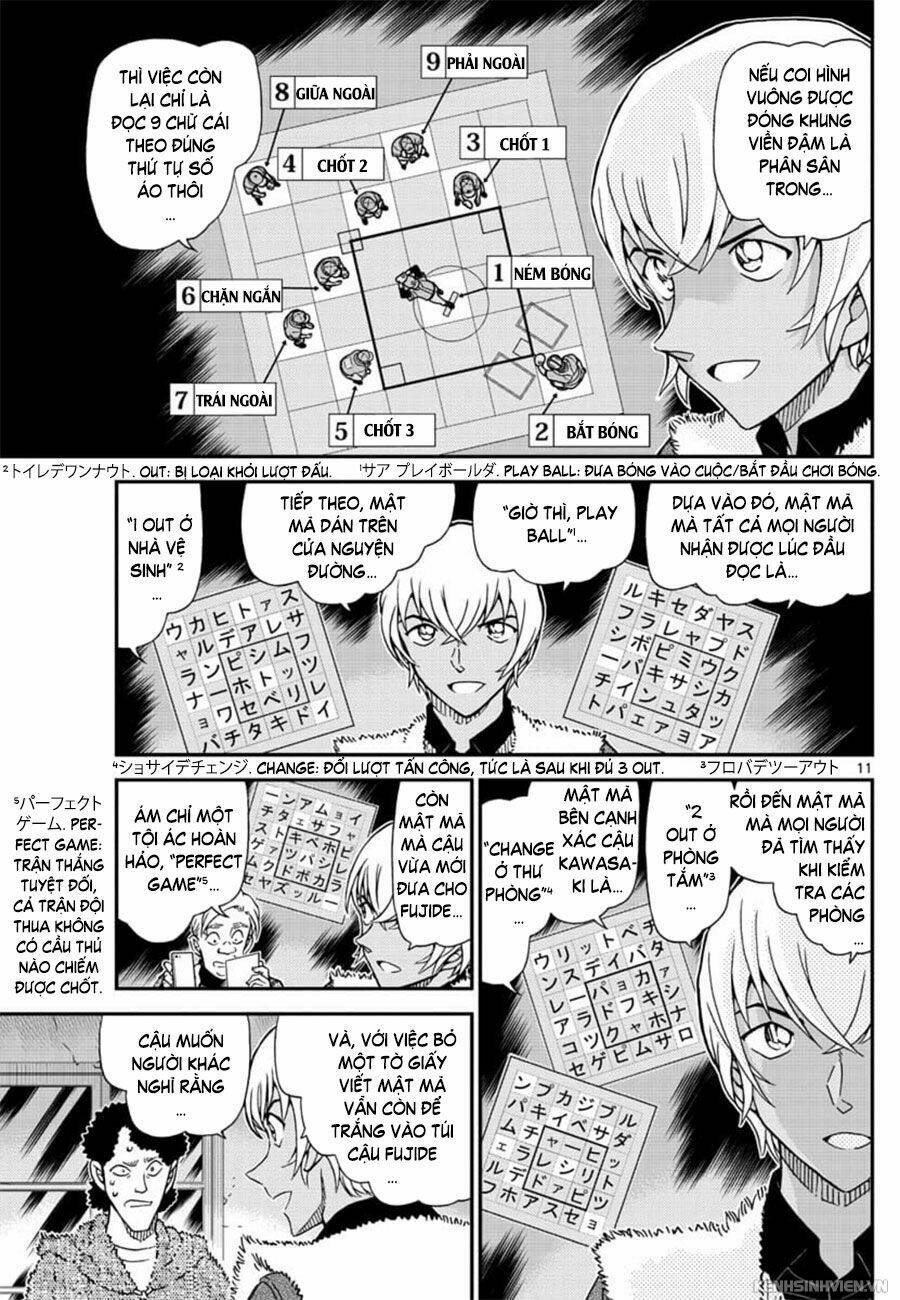 NẾU COI HÌNH
VUÔNG ĐƯỢC
ĐÓNG KHUNG
VIỀN ĐẬM LÀ
PHẦN SÂN
TRONG...
THÌ VIỆC CÒN
LẠI CHỈ LÀ
ĐỌC 9 CHỮ CÁI
THEO ĐÚNG
THỨ TỰ SỐ
ÁO THÔI
...
9 PHẢI NGOÀI
8 GIỮA NGOÀI
4 CHỐT 2
3 CHỐT 1
1 NÉM BÓNG
6 CHẶN NGẮN
7 TRÁI NGOÀI
5 CHỐT 3
2 BẮT BÓNG
¹サア プレイボールダ. PLAY BALL: ĐƯA BÓNG VÀO CUỘC/BẮT ĐẦU CHƠI BÓNG.
²トイレデワンナウト. OUT: BỊ LOẠI KHỎI LƯỢT ĐẤU.
DỰA VÀO ĐÓ, MẬT MÃ
MÀ TẤT CẢ MỌI NGƯỜI
NHẬN ĐƯỢC LÚC ĐẦU
ĐỌC LÀ...
"GIỜ THÌ, PLAY
BALL"¹...
TIẾP THEO, MẬT
MÃ DÁN TRÊN
CỬA NGUYỆN
ĐƯỜNG...
"1 OUT Ở
NHÀ VỆ
SINH" ²
...
³フロバデツーアウト
11
⁴ショサイデチェンジ. CHANGE: ĐỔI LƯỢT TẤN CÔNG, TỨC LÀ SAU KHI ĐỦ 3 OUT.
RỒI ĐẾN MẬT MÃ
MÀ MỌI NGƯỜI
ĐÃ TÌM THẤY
KHI KIỂM
TRA CÁC
PHÒNG
...
"2
OUT Ở
PHÒNG
TẮM"³
...
MẬT MÃ
BÊN CẠNH
XÁC CẬU
KAWASA-
KI LÀ...
"CHANGE
Ở THƯ
PHÒNG"⁴
...
CÒN
MẬT MÃ
MÀ CẬU
VỪA MỚI
ĐƯA CHO
FUJIDE...
ÁM CHỈ MỘT
TỘI ÁC HOÀN
HẢO, "PERFECT
GAME"⁵...
⁵パーフェクト
ゲーム. PER-
FECT GAME:
TRẬN THẮNG
TUYỆT ĐỐI,
CẢ TRẬN ĐỘI
THUA KHÔNG
CÓ CẦU THỦ
NÀO CHIẾM
ĐƯỢC CHỐT.
VÀ, VỚI VIỆC BỎ
MỘT TỜ GIẤY
VIẾT MẬT MÃ
VẪN CÒN ĐỂ
TRẮNG VÀO TÚI
CẬU FUJIDE
...
CẬU MUỐN
NGƯỜI KHÁC
NGHĨ RẰNG
...
KENHSINHVIEN.VN